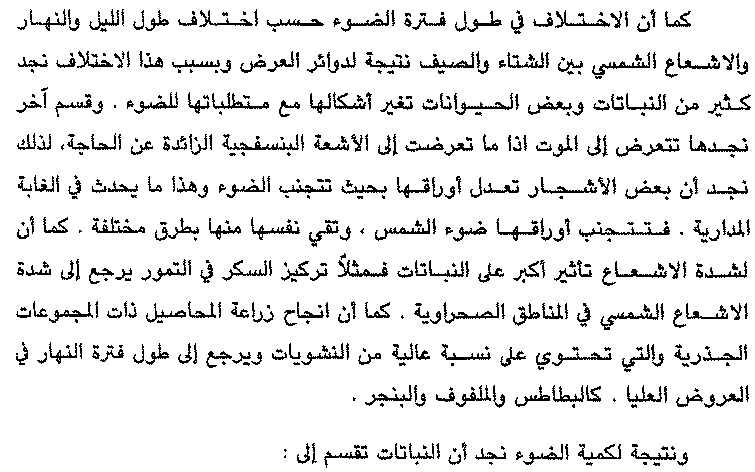 كما أن الاختلاف في طول فترة الضوء حسب اختلاف طول الليل والنهار
والاشعاع الشمسي بين الشتاء والصيف نتيجة لدوائر العرض وبسبب هذا الاختلاف نجد
كثير من النباتات وبعض الحيوانات تغير أشكالها مع متطلباتها للضوء . وقسم آخر
نجدها تتعرض إلى الموت اذا ما تعرضت إلى الأشعة البنسفجية الزائدة عن الحاجة، لذلك
نجد أن بعض الأشجار تعدل أوراقها بحيث تتجنب الضوء وهذا ما يحدث في الغابة
المدارية . فتتجنب أوراقها ضوء الشمس ، وتقي نفسها منها بطرق مختلفة . كما أن
لشدة الاشعاع تأثير أكبر على النباتات فمثلاً تركيز السكر في التمور يرجع إلى شدة
الاشعاع الشمسي في المناطق الصحراوية . كما أن انجاح زراعة المحاصيل ذات المجموعات
الجذرية والتي تحتوي على نسبة عالية من النشويات ويرجع إلى طول فترة النهار في
العروض العليا . كالبطاطس والملفوف والبنجر .
ونتيجة لكمية الضوء نجد أن النباتات تقسم إلى :